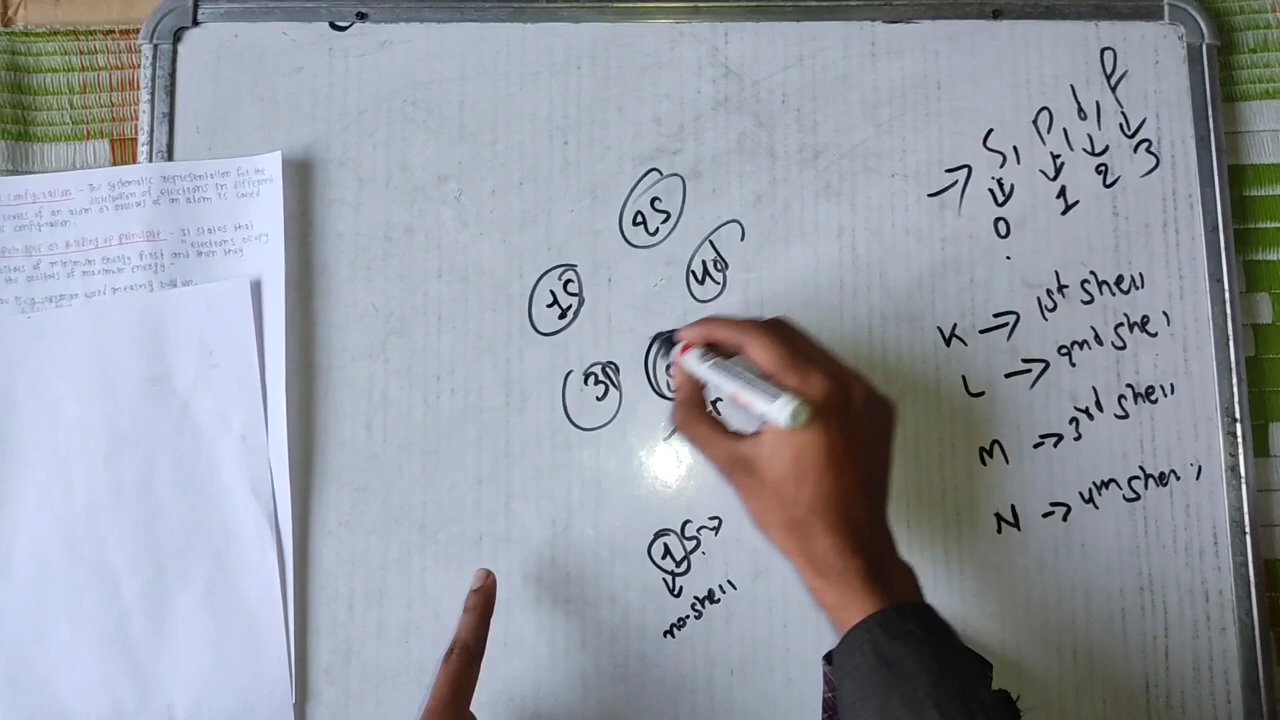 Configuration - The systematic representation for the
distribution of electrons in different
levels of an atom or orbitals of an atom is called
configuration.
principle or Building up principle :- It states that
"electrons occupy
orbitals of minimum energy first and then they
the orbitals of maximum energy."
word meaning
2S
4d
1S
3
1S →
no-shell
→ S, P, d, F
0 1 2 3
K → 1st shell
L → 2nd shell
M → 3rd shell
N → 4th shell